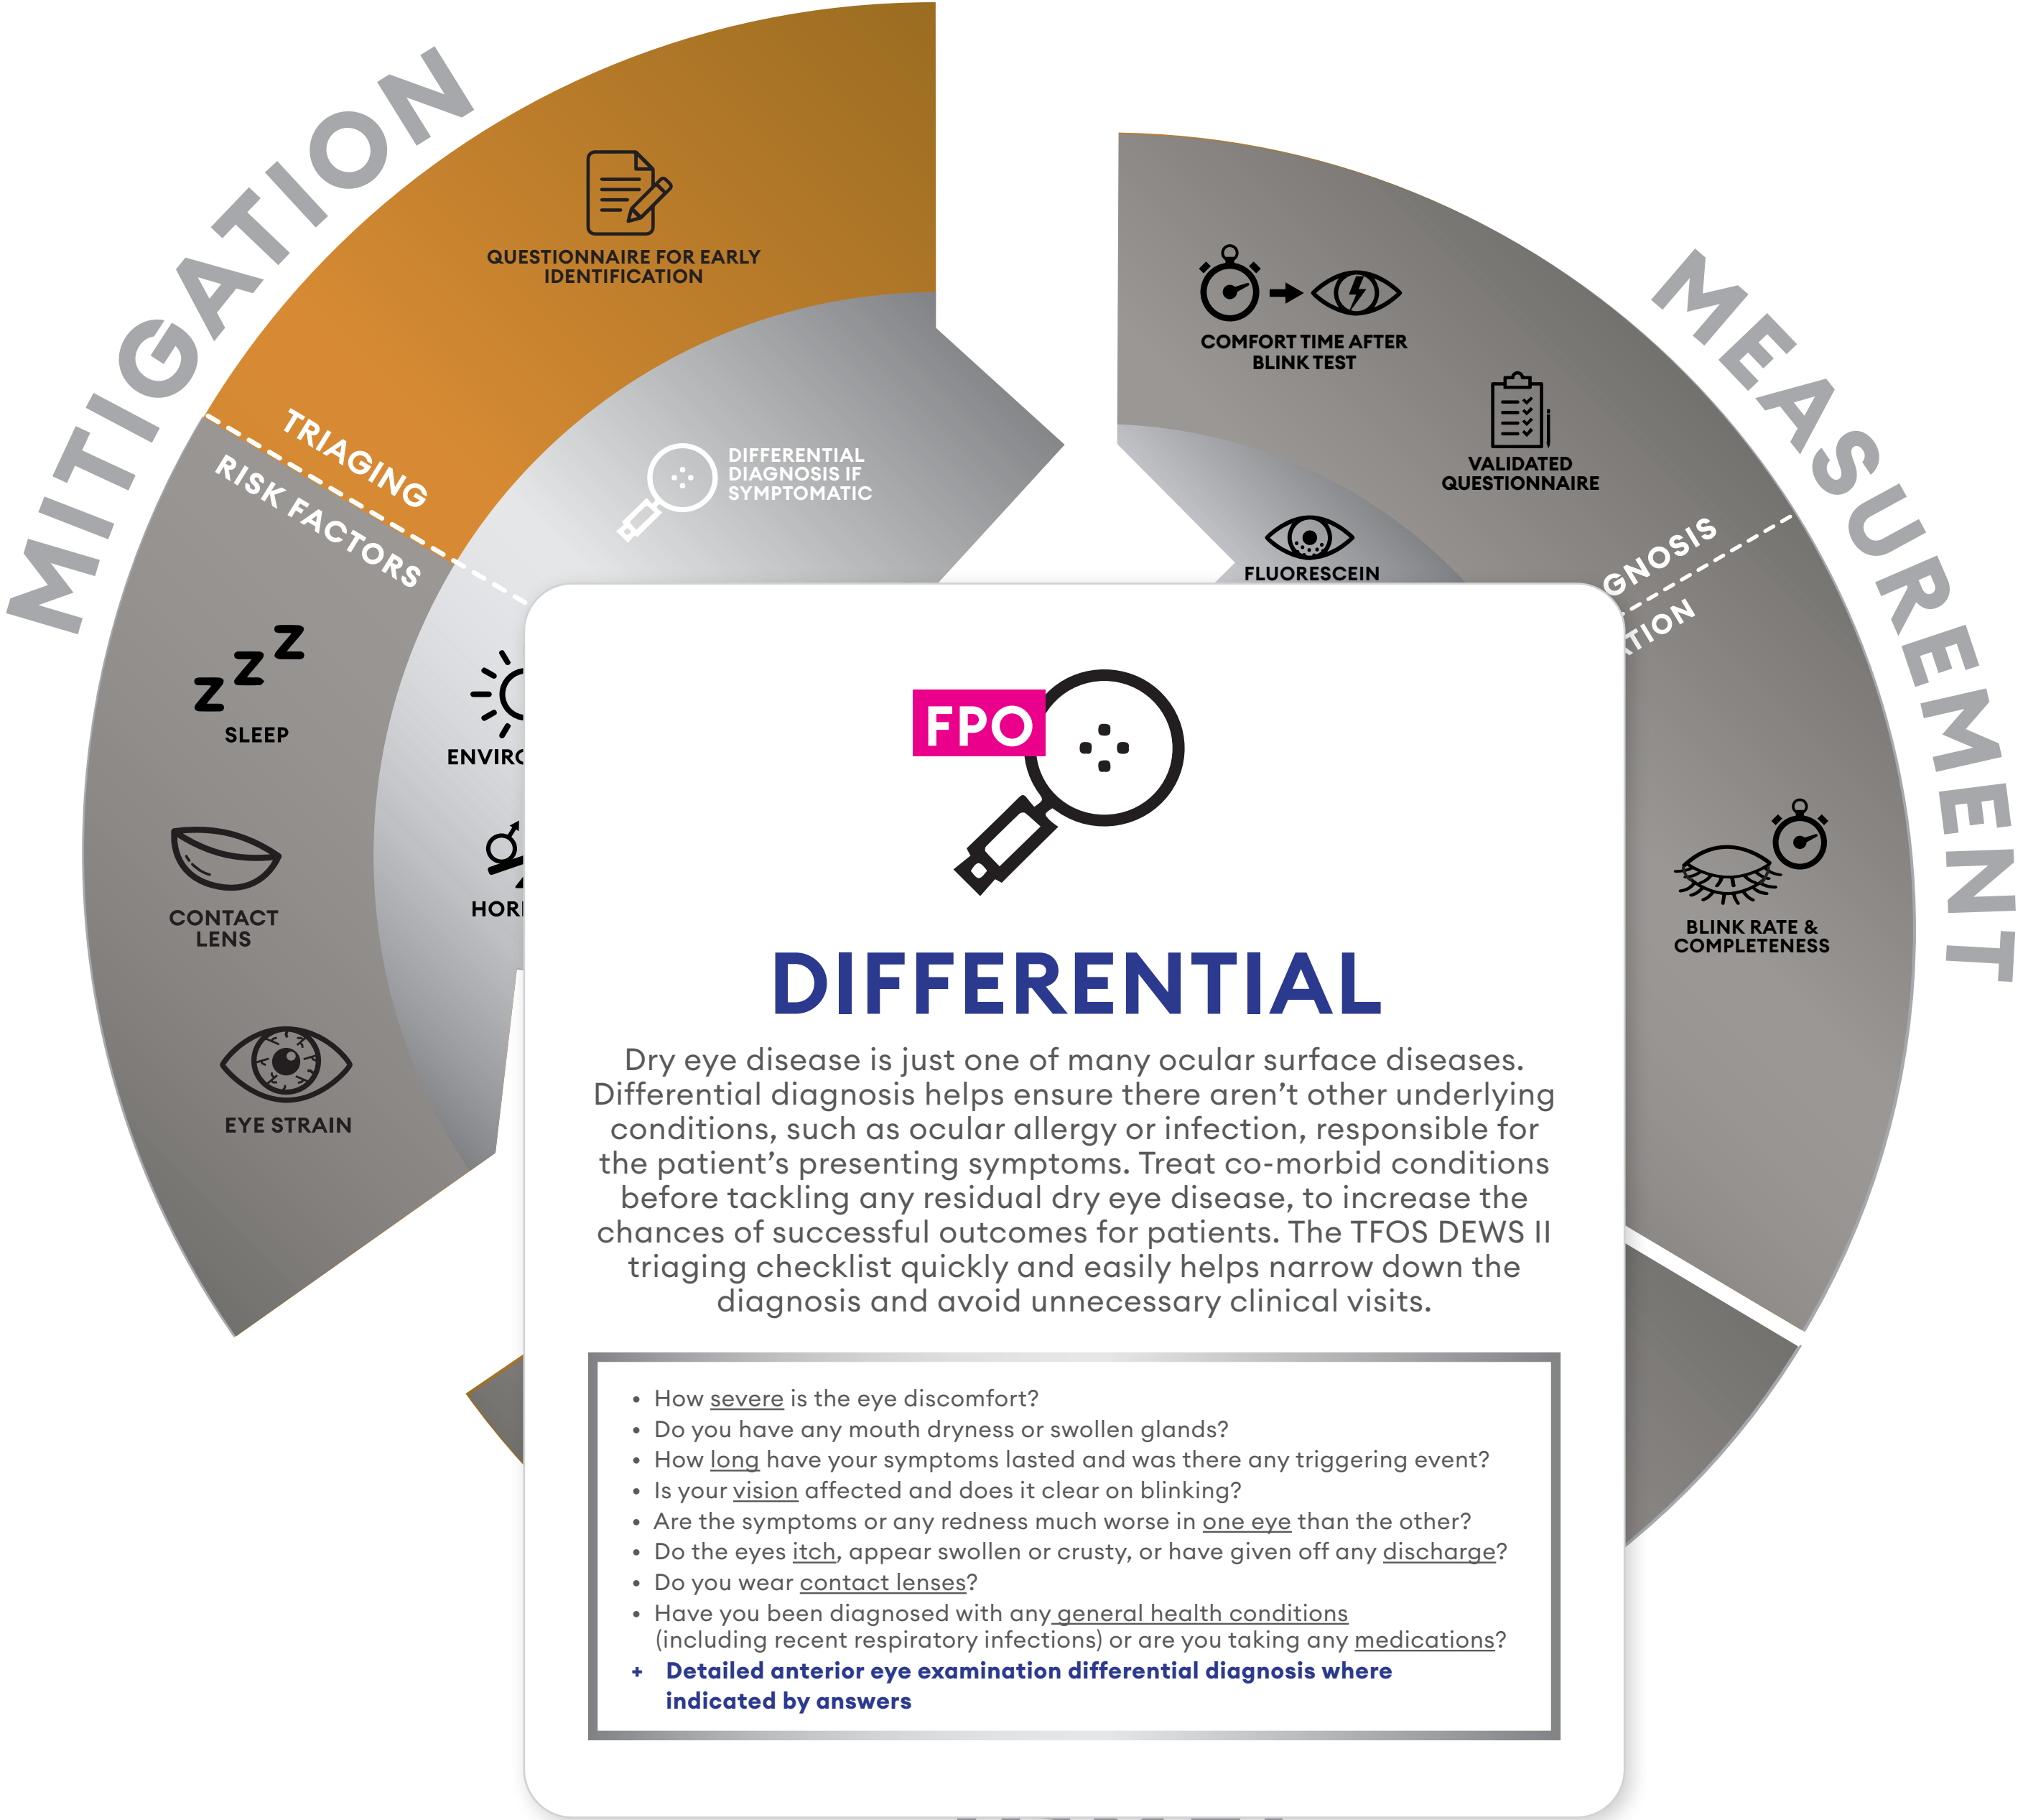 MITIGATION
QUESTIONNAIRE FOR EARLY
IDENTIFICATION
TRIAGING
RISK FACTORS
DIFFERENTIAL
DIAGNOSIS IF
SYMPTOMATIC
z z z
SLEEP
CONTACT
LENS
EYE STRAIN
MEASUREMENT
COMFORT TIME AFTER
BLINK TEST
VALIDATED
QUESTIONNAIRE
FLUORESCEIN
BLINK RATE &
COMPLETENESS
FPO
DIFFERENTIAL
Dry eye disease is just one of many ocular surface diseases.
Differential diagnosis helps ensure there aren’t other underlying
conditions, such as ocular allergy or infection, responsible for
the patient’s presenting symptoms. Treat co-morbid conditions
before tackling any residual dry eye disease, to increase the
chances of successful outcomes for patients. The TFOS DEWS II
triaging checklist quickly and easily helps narrow down the
diagnosis and avoid unnecessary clinical visits.
• How severe is the eye discomfort?
• Do you have any mouth dryness or swollen glands?
• How long have your symptoms lasted and was there any triggering event?
• Is your vision affected and does it clear on blinking?
• Are the symptoms or any redness much worse in one eye than the other?
• Do the eyes itch, appear swollen or crusty, or have given off any discharge?
• Do you wear contact lenses?
• Have you been diagnosed with any general health conditions
(including recent respiratory infections) or are you taking any medications?
+ Detailed anterior eye examination differential diagnosis where
indicated by answers